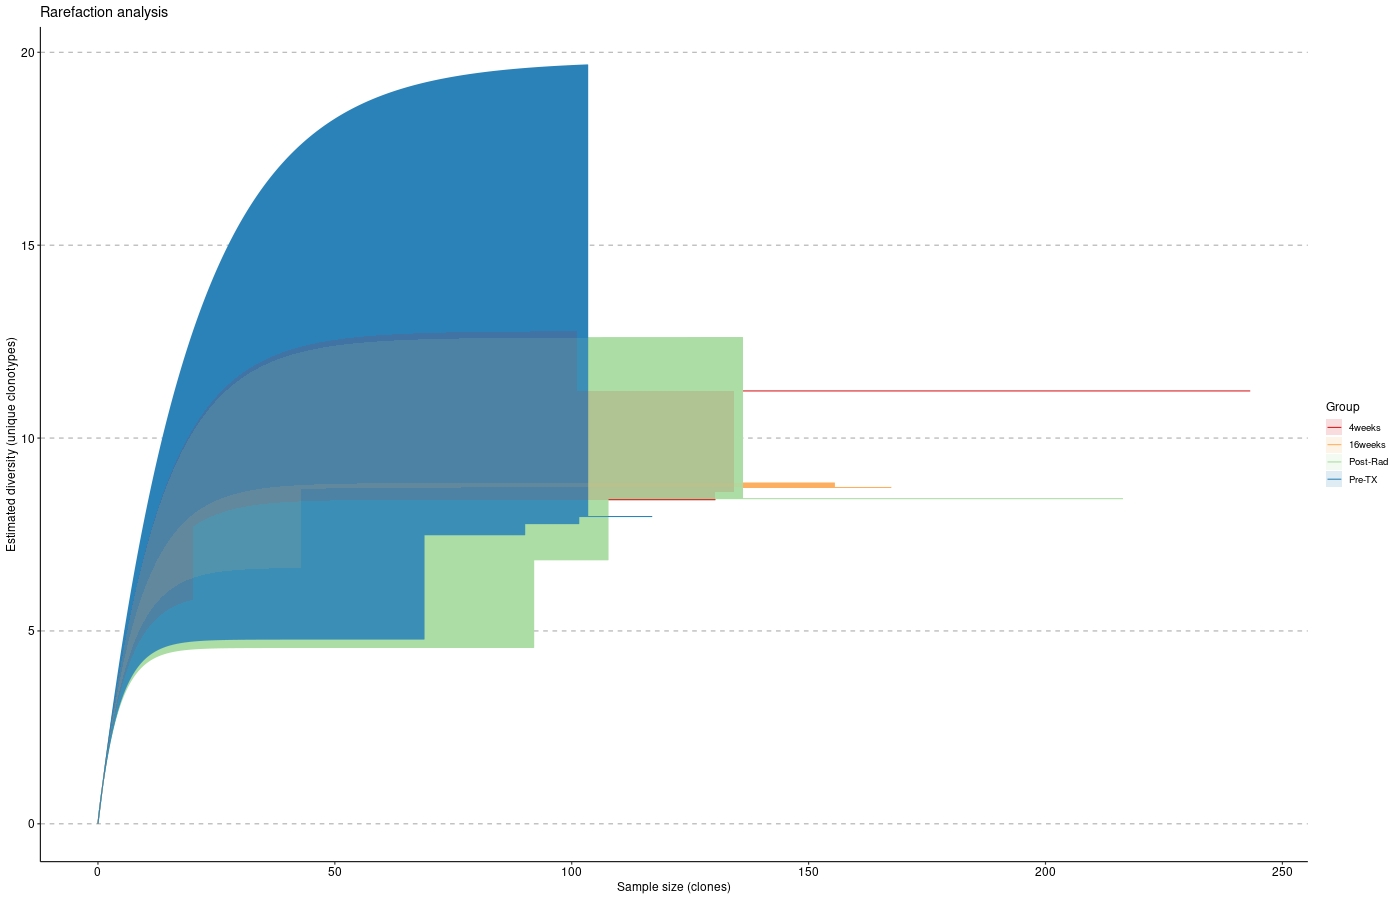 Rarefaction analysis
Estimated diversity (unique clonotypes)
20
15
10
5
0
0 50 100 150 200 250
Sample size (clones)
Group
4weeks
16weeks
Post-Rad
Pre-TX